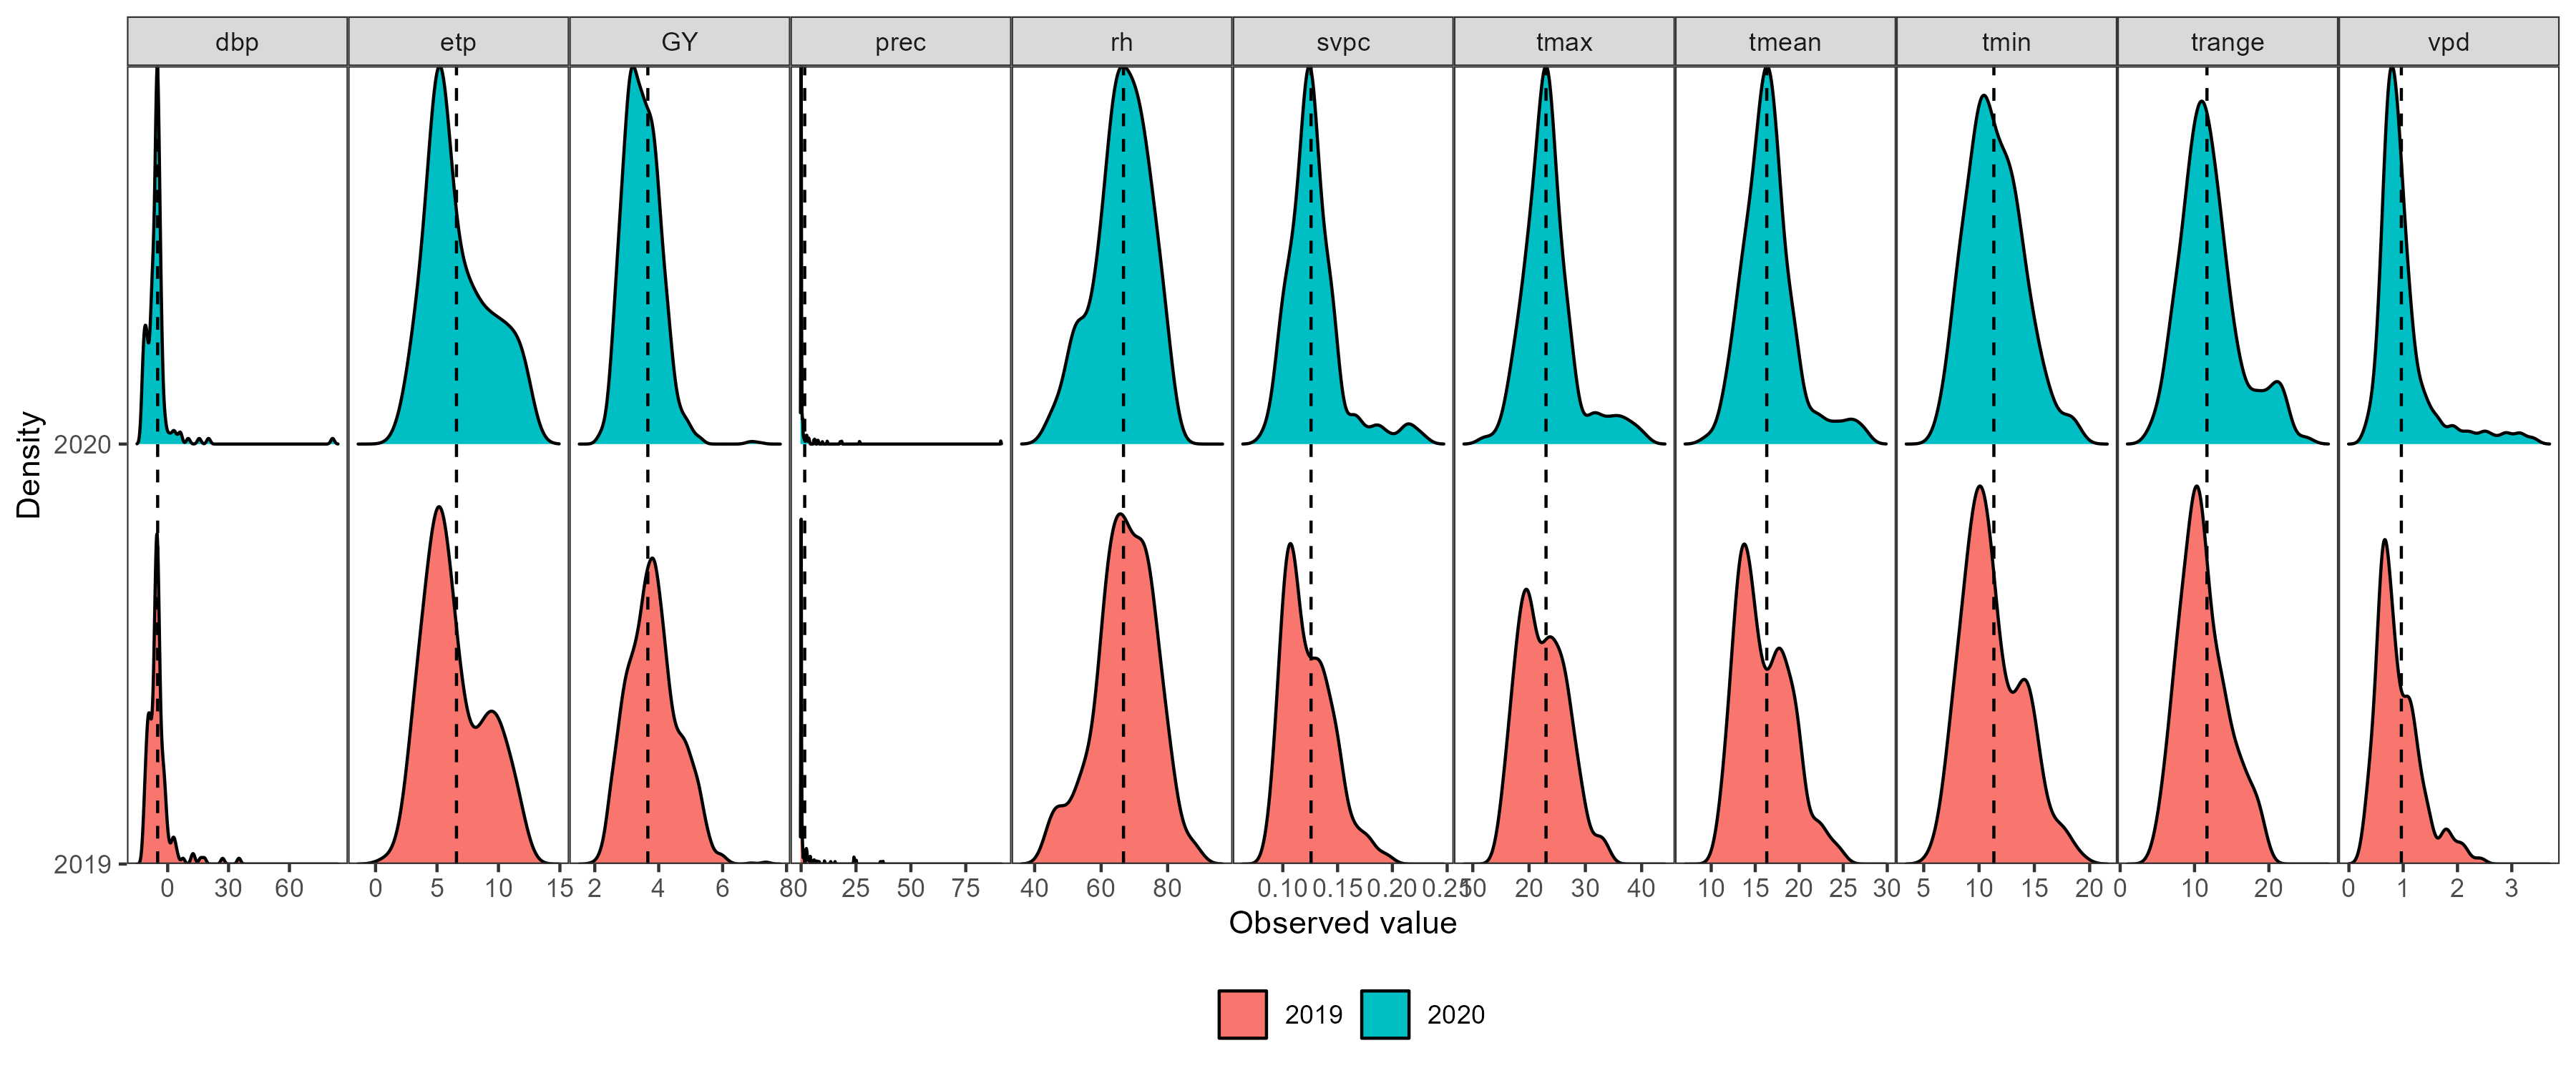 dbp etp GY prec rh svpc tmax tmean tmin trange vpd
Density
2020
2019
0 30 60 0 5 10 15 2 4 6 8 0 25 50 75 40 60 80 0.10 0.15 0.20 0.25 10 20 30 40 10 15 20 25 30 5 10 15 20 0 10 20 0 1 2 3
Observed value
2019 2020